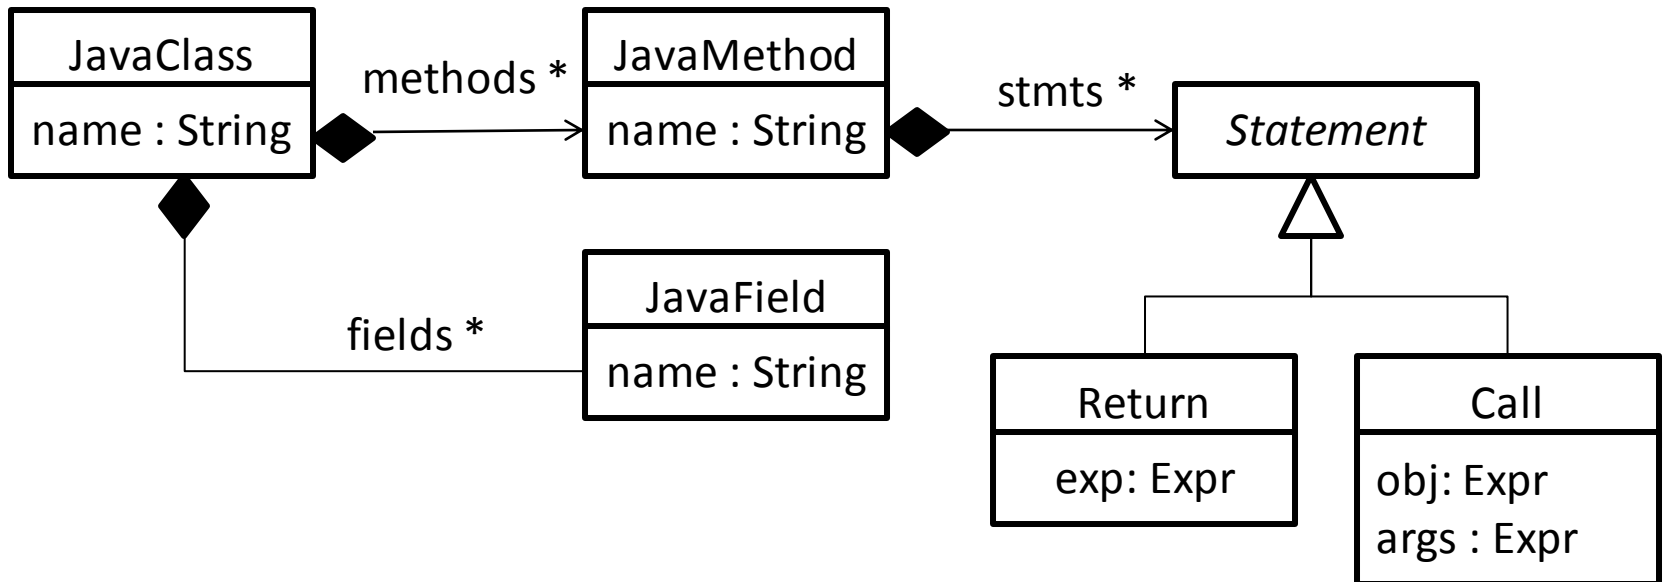 JavaClass
name : String
methods *
JavaMethod
name : String
stmts *
Statement
fields *
JavaField
name : String
Return
exp: Expr
Call
obj: Expr
args : Expr